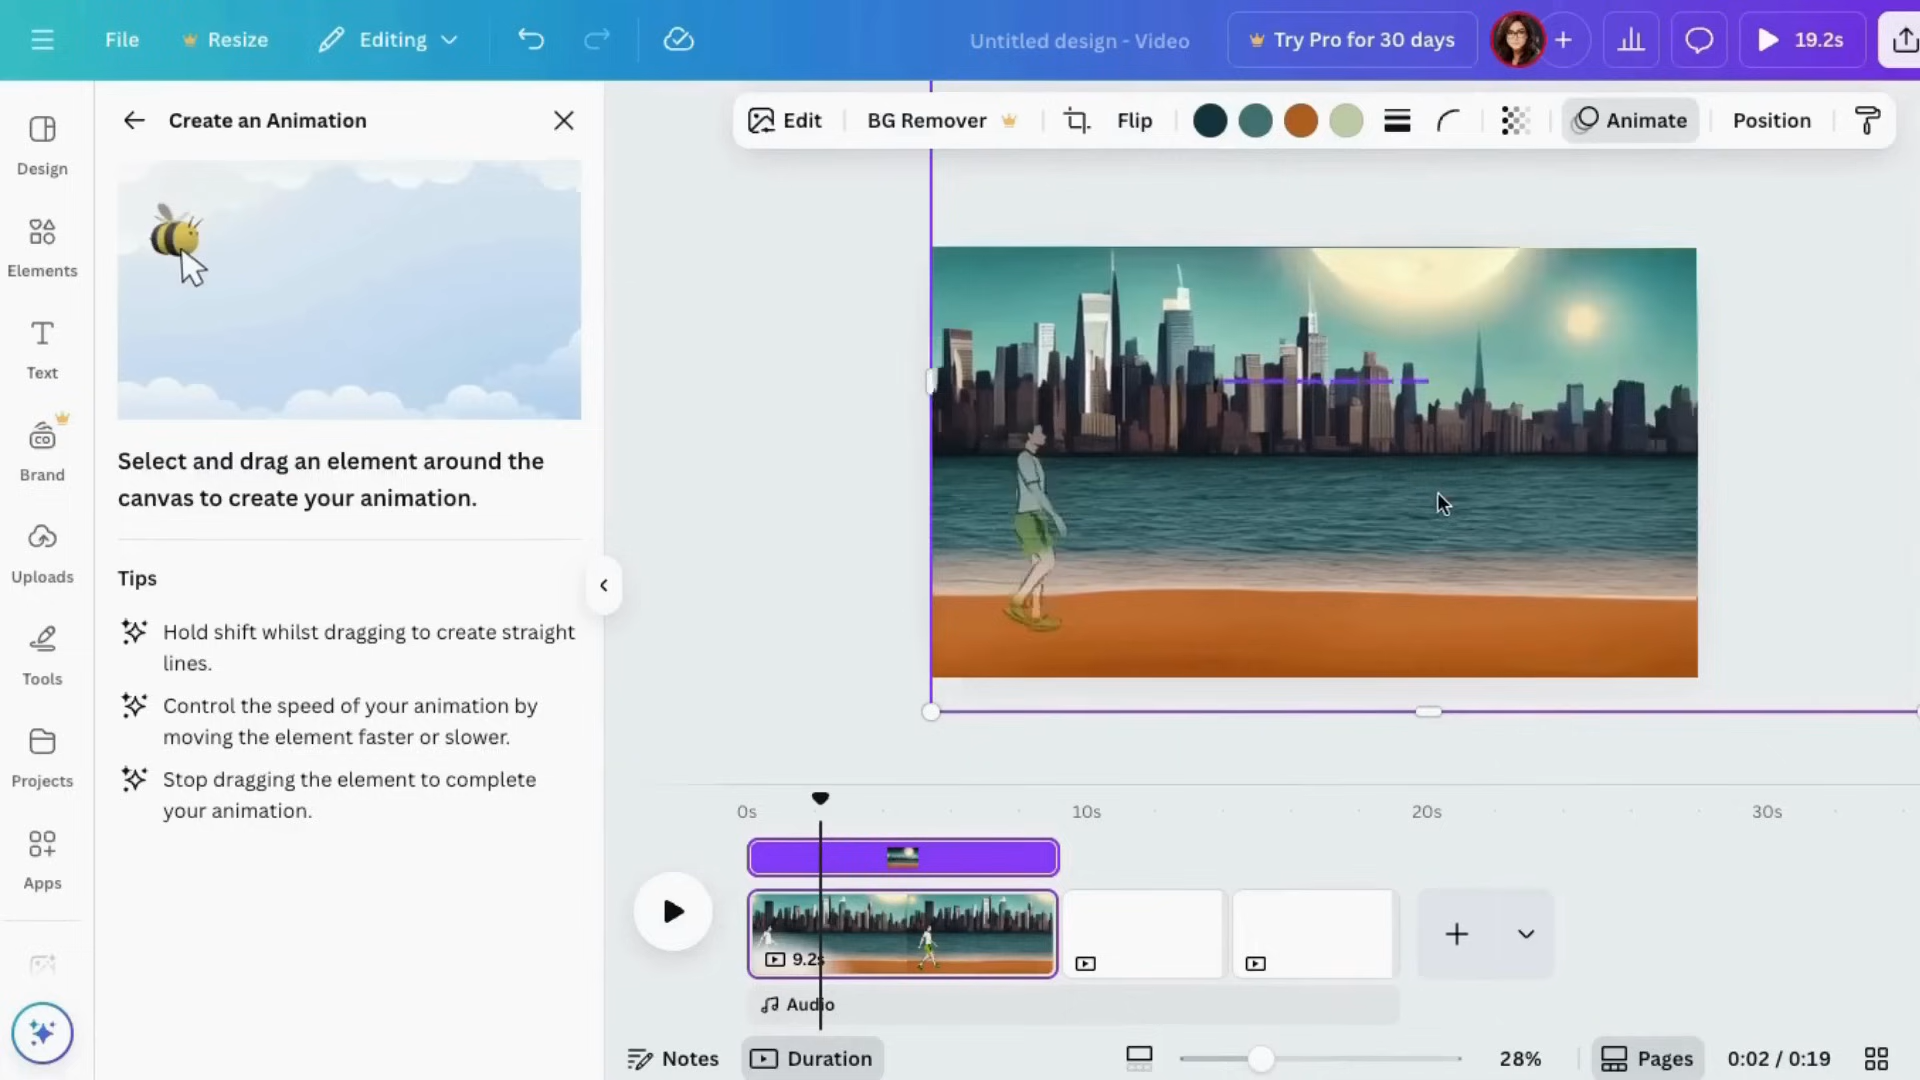 File
Resize
Editing
Untitled design - Video
Try Pro for 30 days
19.2s
Design
Elements
Text
Brand
CO
Uploads
Tools
Projects
Apps
Create an Animation
Select and drag an element around the
canvas to create your animation.
Tips
Hold shift whilst dragging to create straight
lines.
Control the speed of your animation by
moving the element faster or slower.
Stop dragging the element to complete
your animation.
Edit
BG Remover
Flip
Animate
Position
0s
10s
20s
30s
9.2s
Audio
Notes
Duration
28%
Pages
0:02 / 0:19